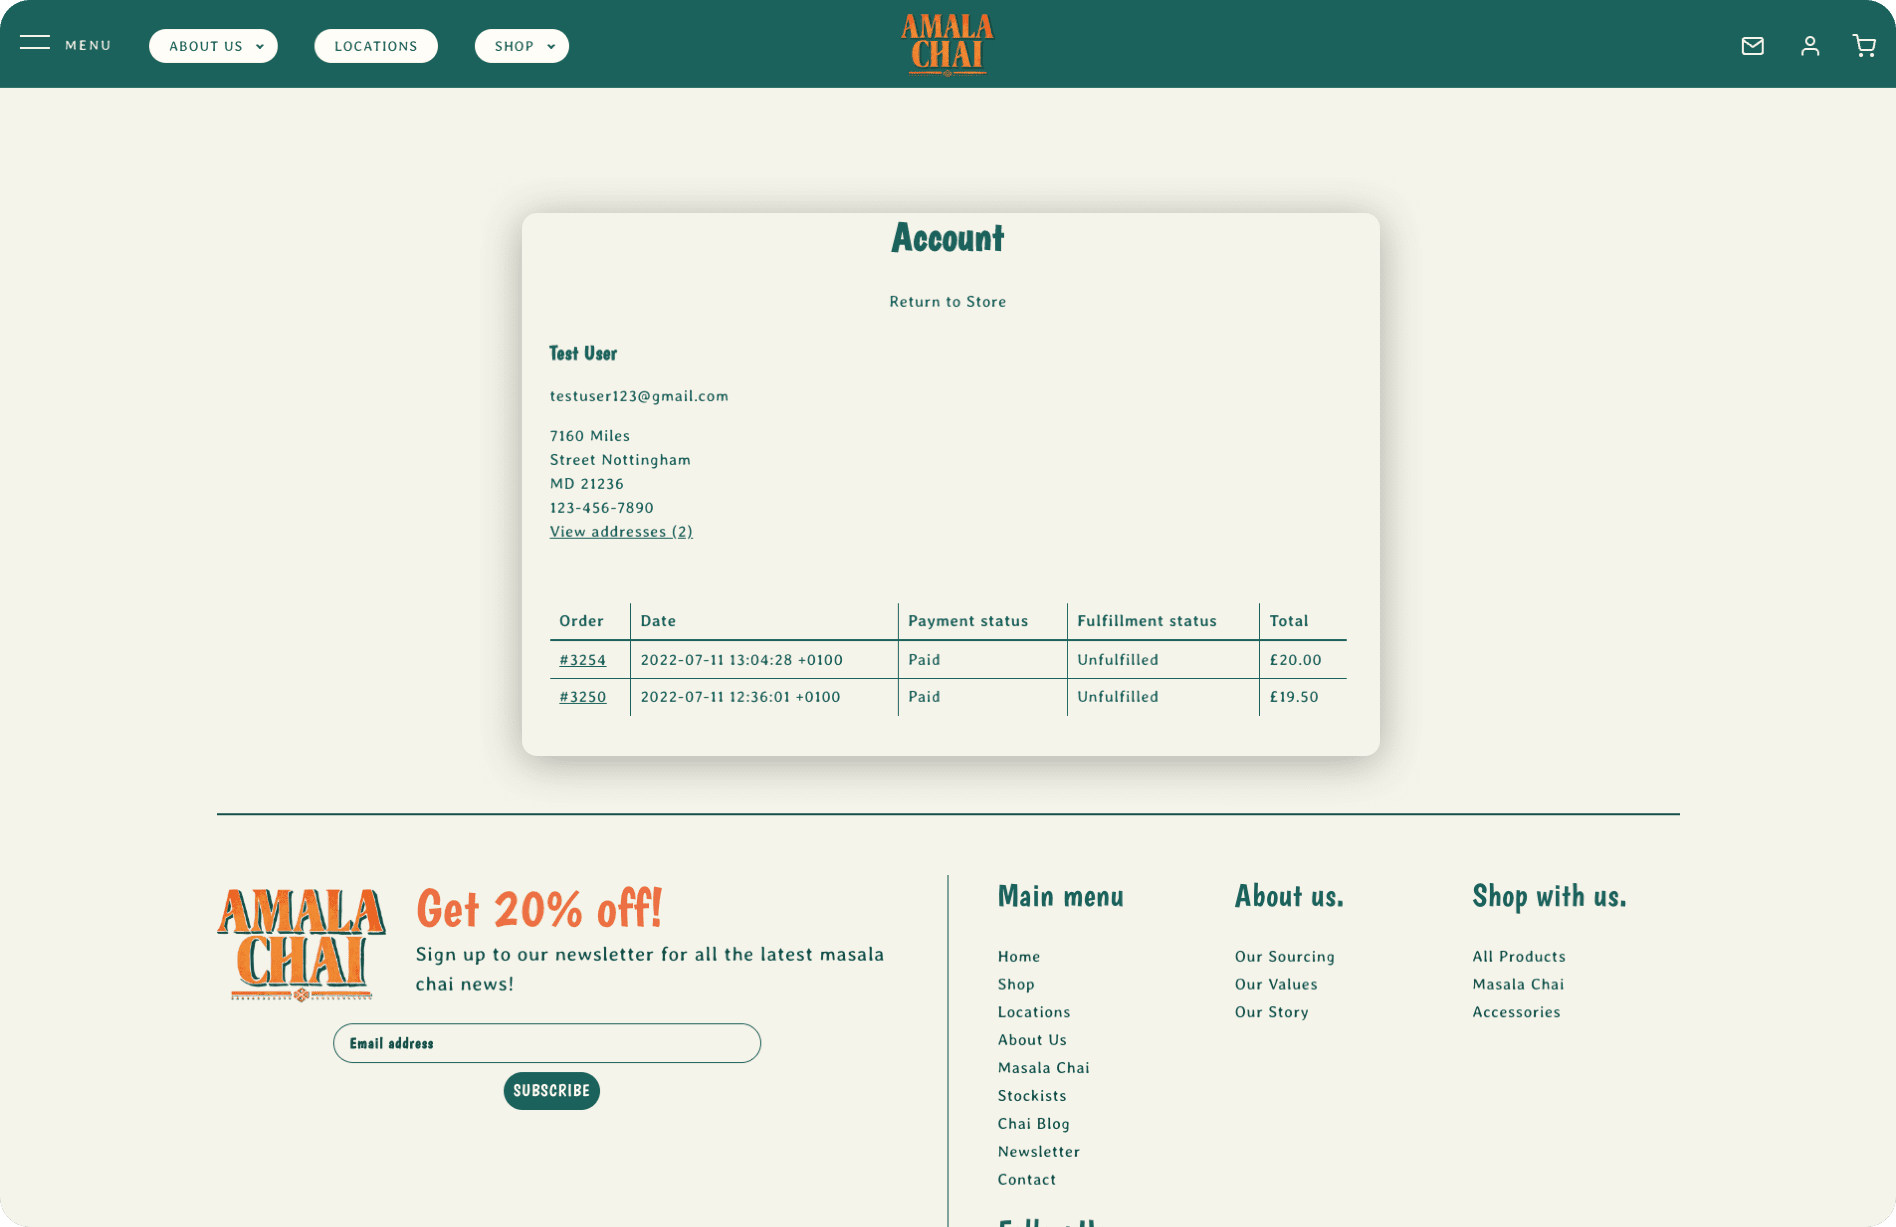 MENU
ABOUT US
LOCATIONS
SHOP
AMALA
CHAI
Account
Return to Store
Test User
testuser123@gmail.com
7160 Miles
Street Nottingham
MD 21236
123-456-7890
View addresses (2)
Order Date Payment status Fulfillment status Total
#3254 2022-07-11 13:04:28 +0100 Paid Unfulfilled £20.00
#3250 2022-07-11 12:36:01 +0100 Paid Unfulfilled £19.50
AMALA
CHAI
Get 20% off!
Sign up to our newsletter for all the latest masala
chai news!
Email address
SUBSCRIBE
Main menu
Home
Shop
Locations
About Us
Masala Chai
Stockists
Chai Blog
Newsletter
Contact
About us.
Our Sourcing
Our Values
Our Story
Shop with us.
All Products
Masala Chai
Accessories